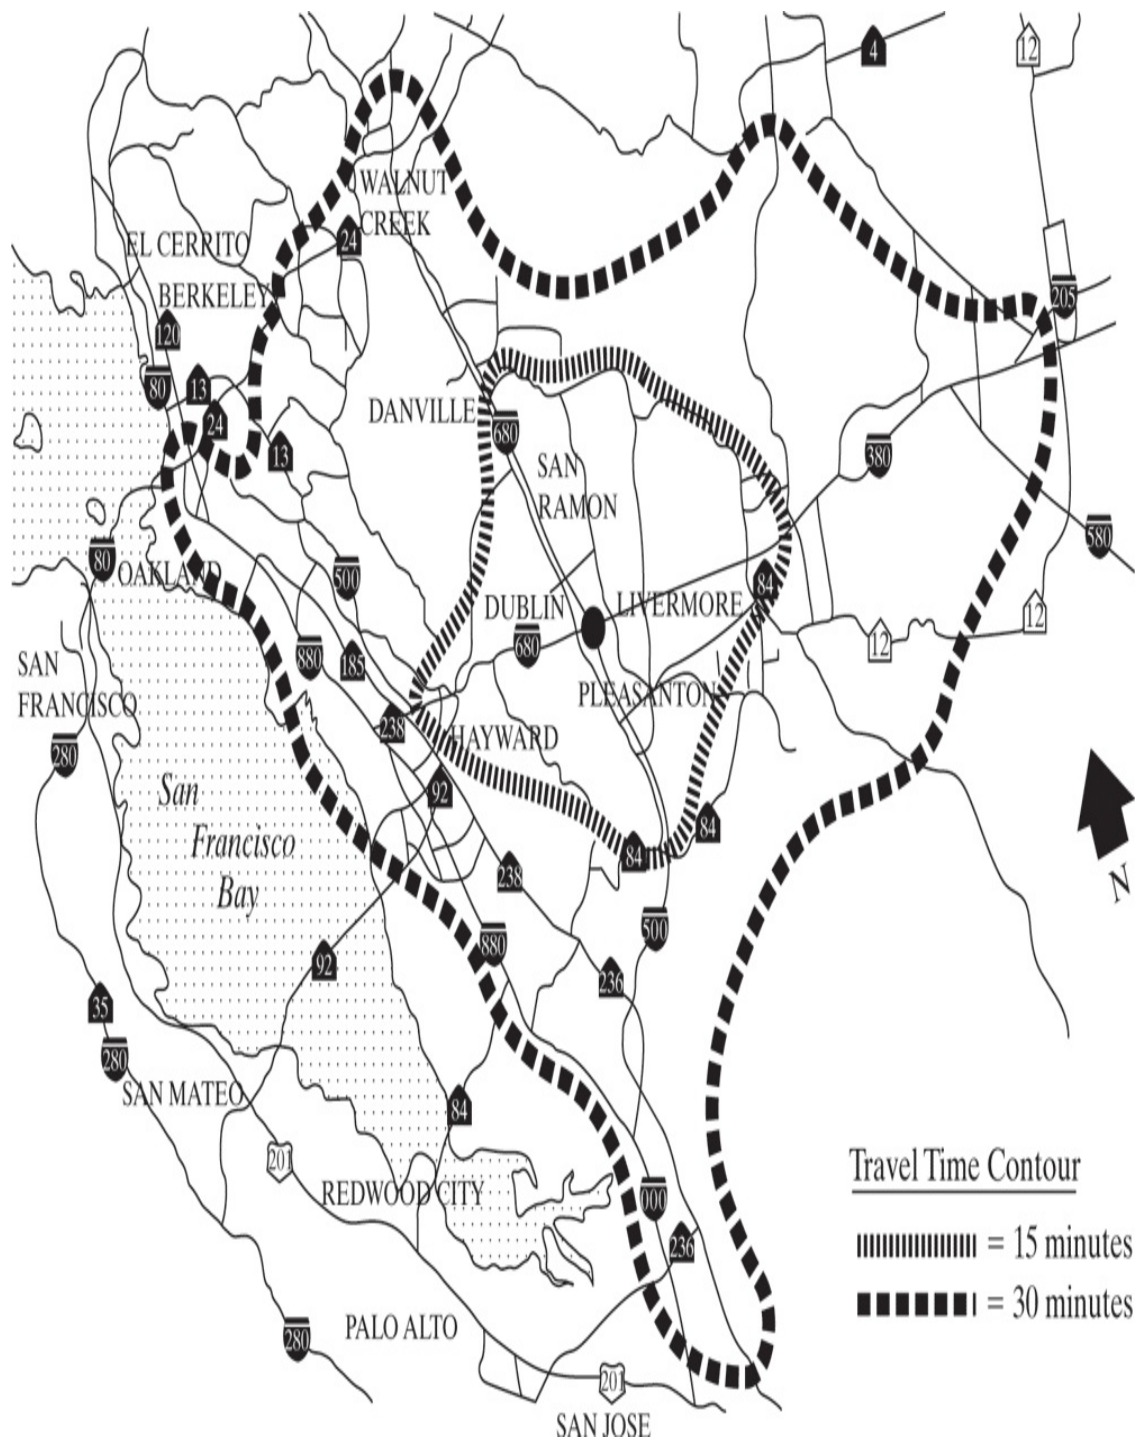 4
12
WALNUT
CREEK
24
EL CERRITO
BERKELEY
205
120
80
13
24
13
DANVILLE
680
SAN
RAMON
380
580
80
OAKLAND
500
DUBLIN
LIVERMORE
84
12
12
880
185
680
SAN
FRANCISCO
PLEASANTON
280
238
HAYWARD
San
Francisco
Bay
92
84
84
238
N
880
500
92
236
35
280
SAN MATEO
84
201
REDWOOD CITY
000
236
Travel Time Contour
= 15 minutes
= 30 minutes
280
PALO ALTO
201
SAN JOSE